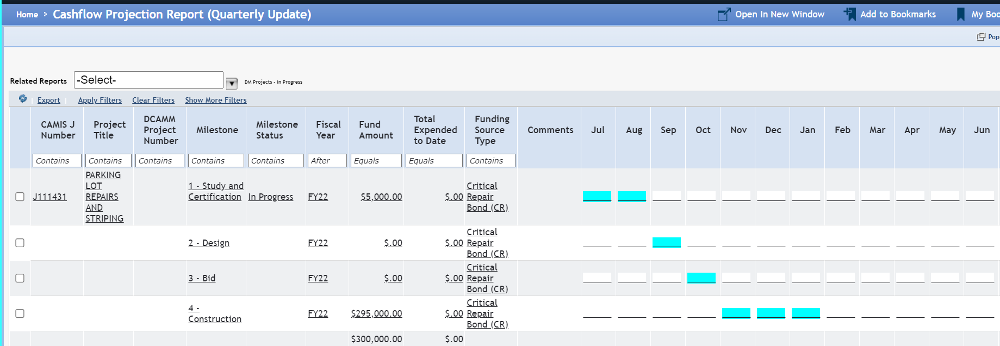 Home Cashflow Projection Report (Quarterly Update) Open In New Window Add to Bookmarks My Boo
Pop
Related Reports -Select- DM Projects - In Progress
Export | Apply Filters Clear Filters Show More Filters
CAMIS J Number Project Title DCAMM Project Number Milestone Milestone Status Fiscal Year Fund Amount Total Expended to Date Funding Source Type Comments Jul Aug Sep Oct Nov Dec Jan Feb Mar Apr May Jun
Contains Contains Contains Contains Contains After Equals Equals Contains
J111431 PARKING LOT REPAIRS AND STRIPING 1 - Study and Certification In Progress FY22 $5,000.00 $.00 Critical Repair Bond (CR)
2 - Design FY22 $.00 $.00 Critical Repair Bond (CR)
3 - Bid FY22 $.00 $.00 Critical Repair Bond (CR)
4 - Construction FY22 $295,000.00 $.00 Critical Repair Bond (CR)
$300,000.00 $.00